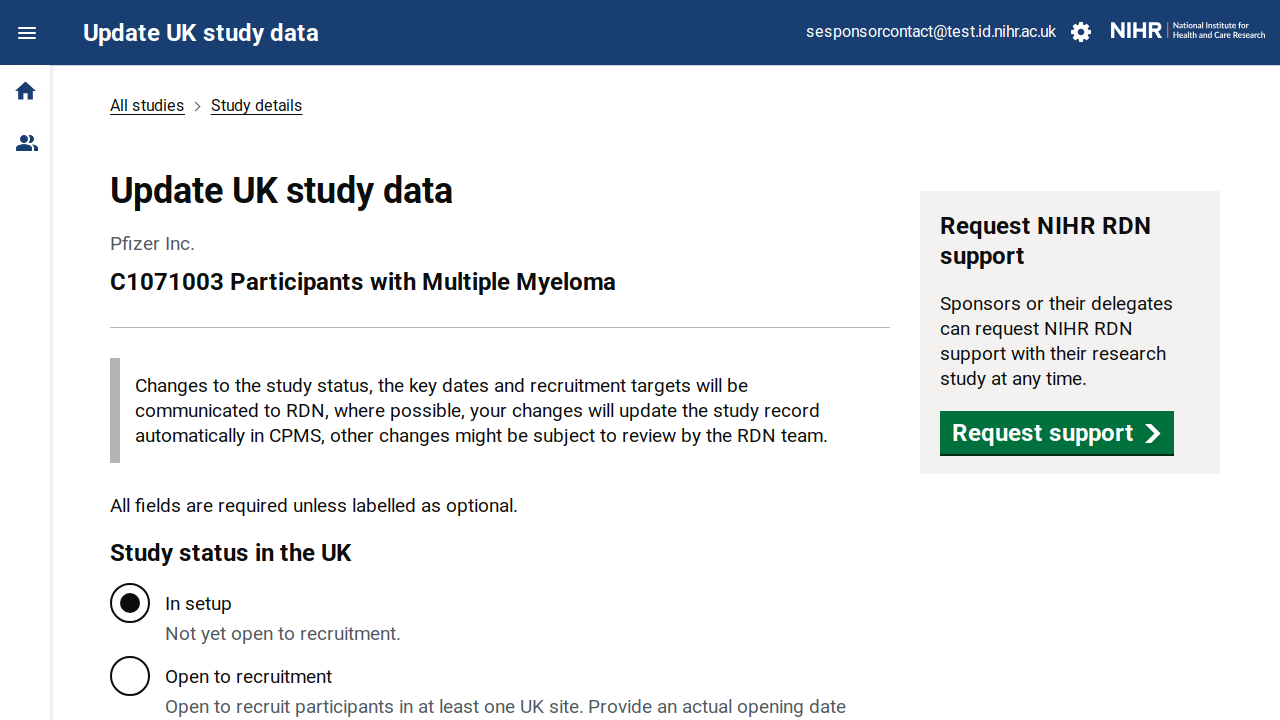 Update UK study data
sesponsorcontact@test.id.nihr.ac.uk
NIHR | National Institute for
Health and Care Research
All studies
Study details
Update UK study data
Pfizer Inc.
C1071003 Participants with Multiple Myeloma
Changes to the study status, the key dates and recruitment targets will be
communicated to RDN, where possible, your changes will update the study record
automatically in CPMS, other changes might be subject to review by the RDN team.
All fields are required unless labelled as optional.
Study status in the UK
In setup
Not yet open to recruitment.
Open to recruitment
Open to recruit participants in at least one UK site. Provide an actual opening date
Request NIHR RDN
support
Sponsors or their delegates
can request NIHR RDN
support with their research
study at any time.
Request support